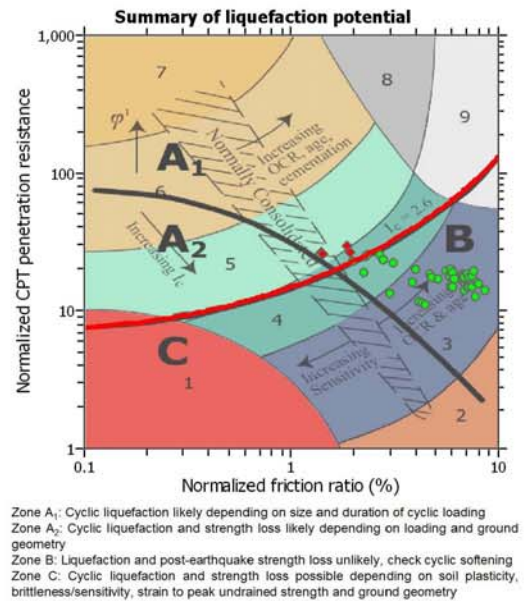 Summary of liquefaction potential
Normalized CPT penetration resistance
1,000
100
10
1
7
8
9
φ'
A1
Normally Consolidated
Increasing
OCR, age,
cementation
6
A2
Increasing Ic
5
Ic = 2.6
B
4
Increasing
OCR & age
3
C
1
Increasing
Sensitivity
2
0.1
1
10
Normalized friction ratio (%)
Zone A1: Cyclic liquefaction likely depending on size and duration of cyclic loading
Zone A2: Cyclic liquefaction and strength loss likely depending on loading and ground
geometry
Zone B: Liquefaction and post-earthquake strength loss unlikely, check cyclic softening
Zone C: Cyclic liquefaction and strength loss possible depending on soil plasticity,
brittleness/sensitivity, strain to peak undrained strength and ground geometry